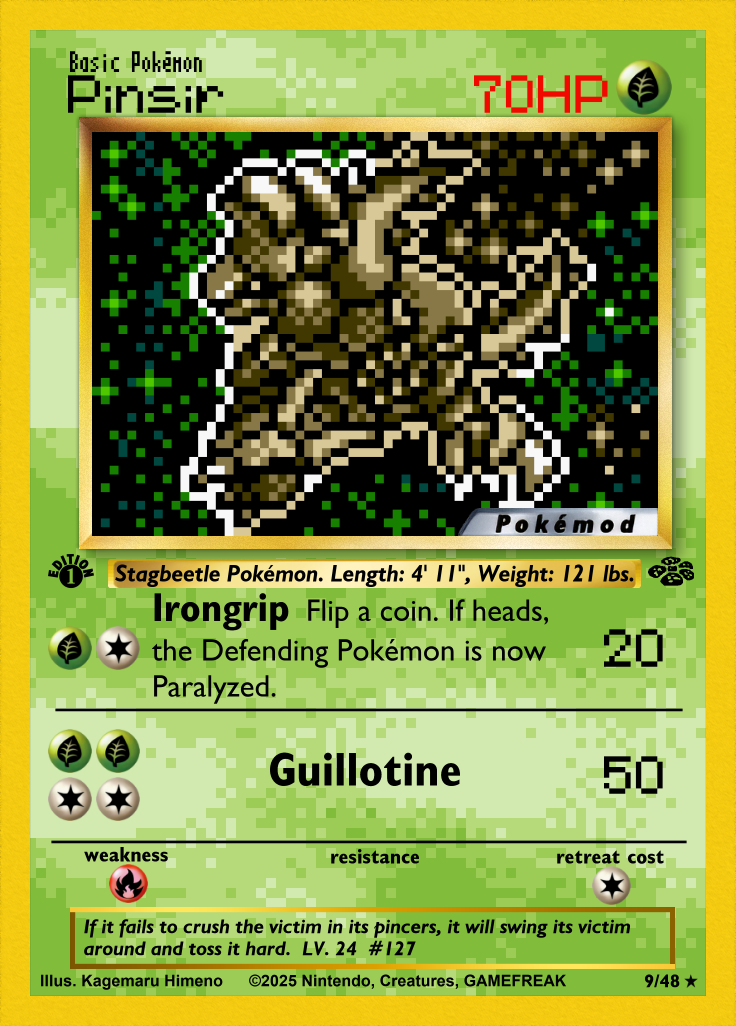 Basic Pokémon
Pinsir 70HP
Pokémod
EDITION 1 Stagbeetle Pokémon. Length: 4' 11", Weight: 121 lbs.
Irongrip Flip a coin. If heads,
the Defending Pokémon is now 20
Paralyzed.
Guillotine 50
weakness resistance retreat cost
If it fails to crush the victim in its pincers, it will swing its victim
around and toss it hard. LV. 24 #127
Illus. Kagemaru Himeno ©2025 Nintendo, Creatures, GAMEFREAK 9/48 ★